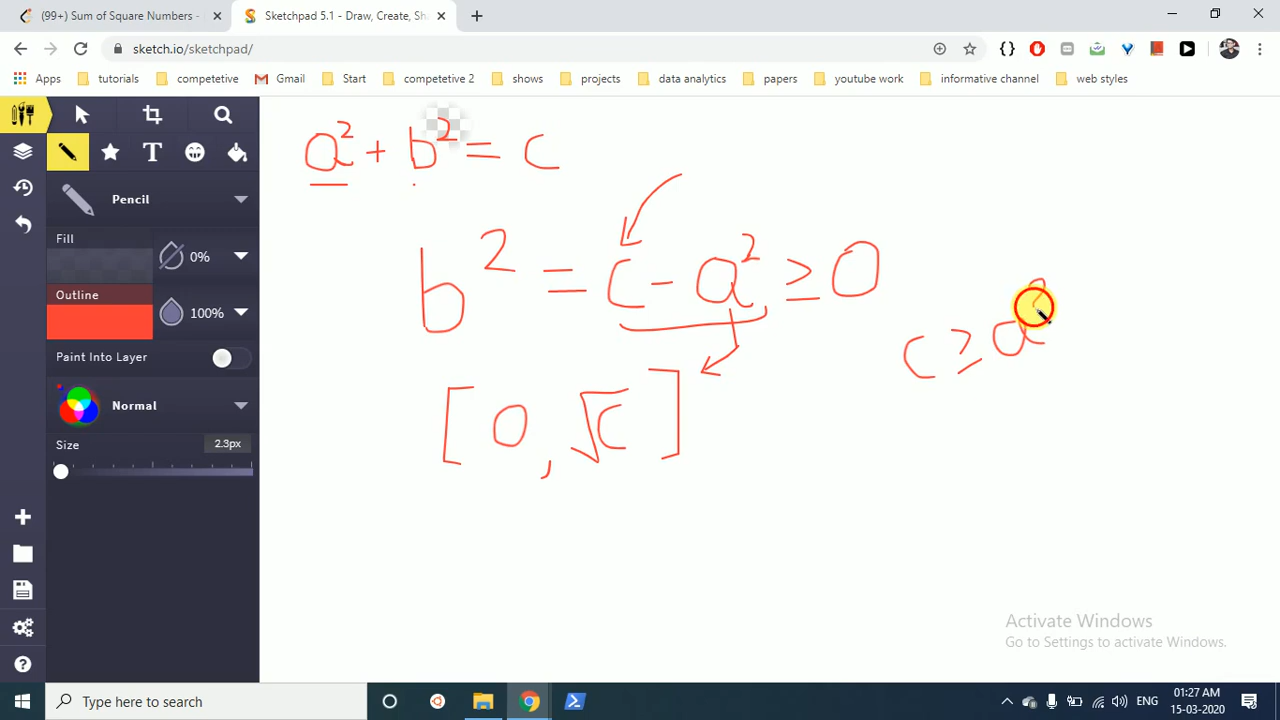 (99+) Sum of Square Numbers -
Sketchpad 5.1 - Draw, Create, Sha
sketch.io/sketchpad/
Apps tutorials competetive Gmail Start competetive 2 shows projects data analytics papers youtube work informative channel web styles
Pencil
Fill
0%
Outline
100%
Paint Into Layer
Normal
Size 2.3px
a² + b² = c
b² = c - a² ≥ 0
c ≥ a²
[ 0, √c ]
Activate Windows
Go to Settings to activate Windows.
Type here to search
ENG
01:27 AM
15-03-2020